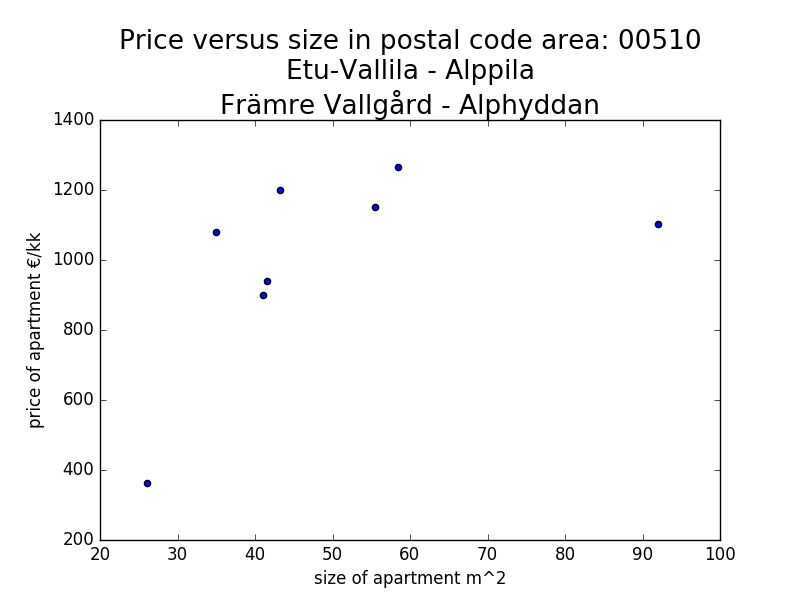 Price versus size in postal code area: 00510
Etu-Vallila - Alppila
Främre Vallgård - Alphyddan
1400
1200
1000
800
600
400
200
price of apartment €/kk
20 30 40 50 60 70 80 90 100
size of apartment m^2